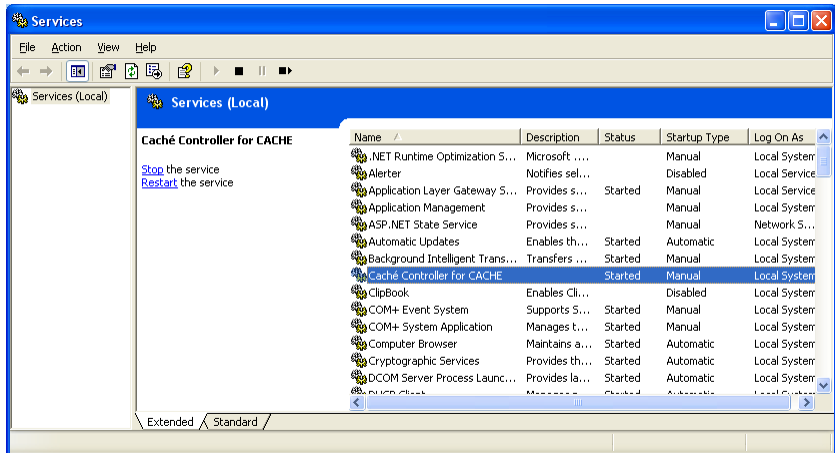 Services
File Action View Help
Services (Local)
Services (Local)
Caché Controller for CACHE
Stop the service
Restart the service
Name Description Status Startup Type Log On As
.NET Runtime Optimization S... Microsoft .... Manual Local System
Alerter Notifies sel... Disabled Local Service
Application Layer Gateway S... Provides s... Started Manual Local Service
Application Management Provides s... Manual Local System
ASP.NET State Service Provides s... Manual Network S...
Automatic Updates Enables th... Started Automatic Local System
Background Intelligent Trans... Transfers ... Started Manual Local System
Caché Controller for CACHE Started Manual Local System
ClipBook Enables Cli... Disabled Local System
COM+ Event System Supports S... Started Manual Local System
COM+ System Application Manages t... Started Manual Local System
Computer Browser Maintains a... Started Automatic Local System
Cryptographic Services Provides th... Started Automatic Local System
DCOM Server Process Launc... Provides la... Started Automatic Local System
DHCP Client Manages n... Started Automatic Local System
Extended Standard